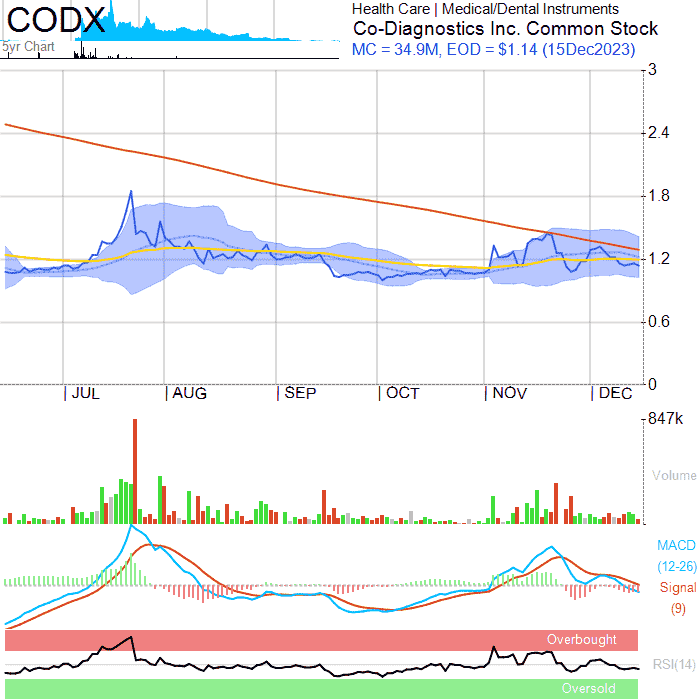 CODX
5yr Chart
Health Care | Medical/Dental Instruments
Co-Diagnostics Inc. Common Stock
MC = 34.9M, EOD = $1.14 (15Dec2023)
3
2.4
1.8
1.2
0.6
0
JUL AUG SEP OCT NOV DEC
847k
Volume
MACD
(12-26)
Signal
(9)
Overbought
RSI(14)
Oversold